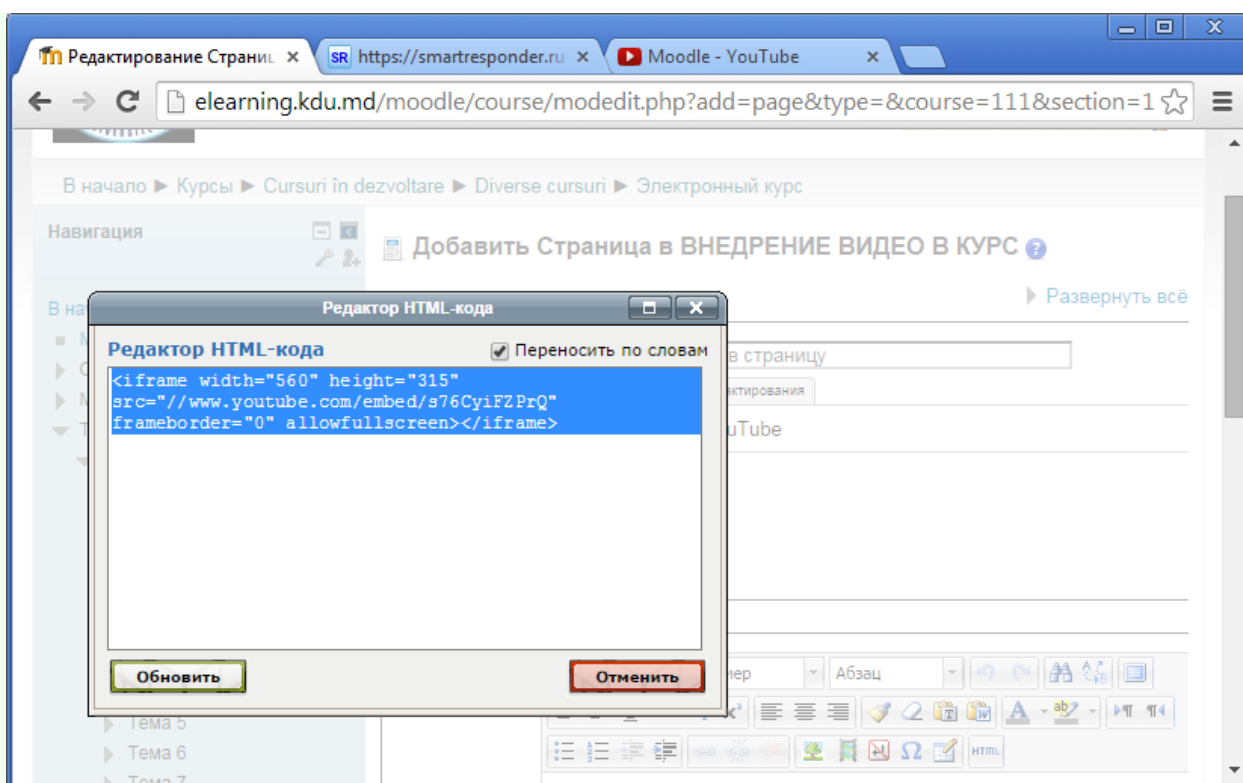 Редактирование Страниц
https://smartresponder.ru
Moodle - YouTube
elearning.kdu.md/moodle/course/modedit.php?add=page&type=&course=111&section=1
В начало ► Курсы ► Cursuri în dezvoltare ► Diverse cursuri ► Электронный курс
Навигация
Добавить Страница в ВНЕДРЕНИЕ ВИДЕО В КУРС
Развернуть всё
Редактор HTML-кода
Редактор HTML-кода
Переносить по словам
<iframe width="560" height="315"
src="//www.youtube.com/embed/s76CyiFZPrQ"
frameborder="0" allowfullscreen></iframe>
в страницу
uTube
Обновить
Отменить
Абзац
HTML
Тема 5
Тема 6
Тема 7